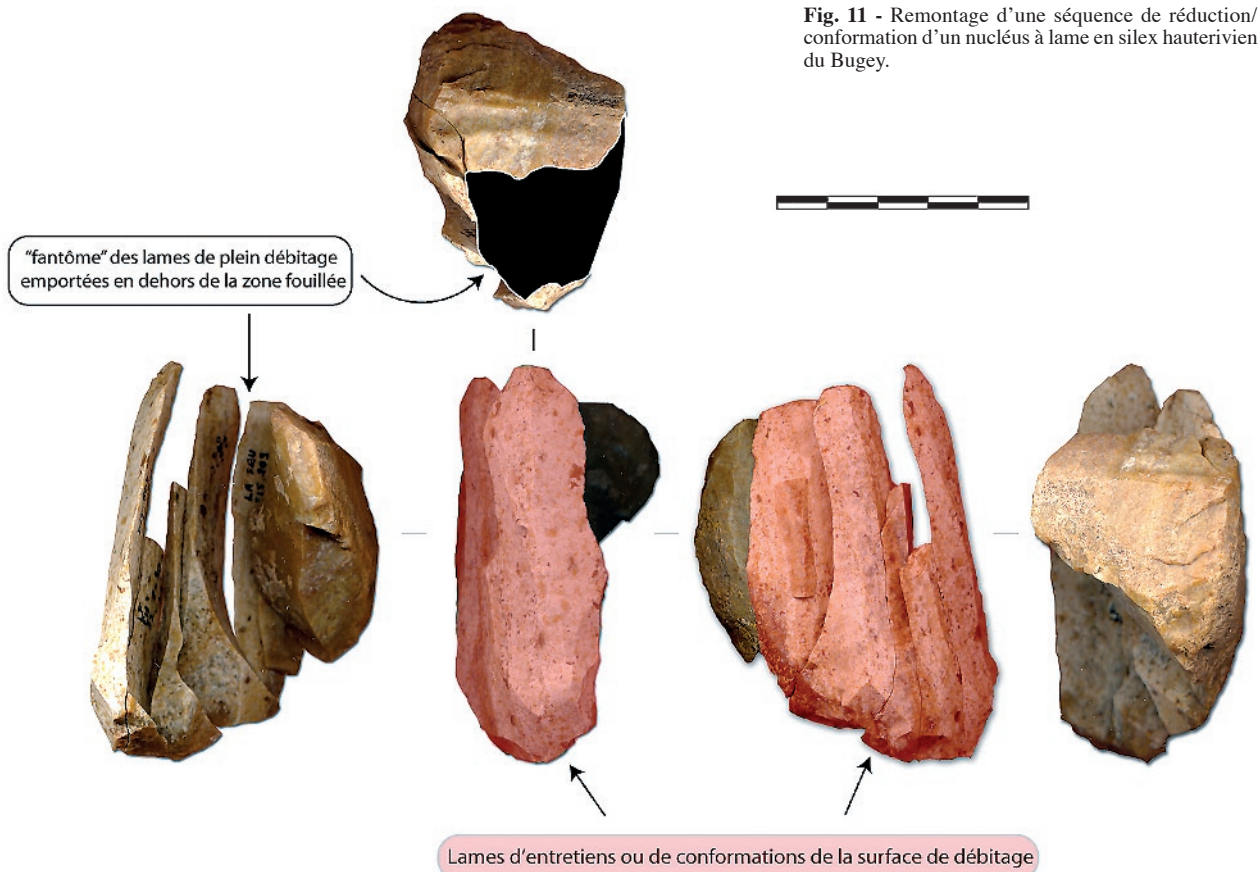 Fig. 11 - Remontage d'une séquence de réduction/
conformation d'un nucléus à lame en silex hauterivien
du Bugey.
"fantôme" des lames de plein débitage
emportées en dehors de la zone fouillée
Lames d'entretiens ou de conformations de la surface de débitage